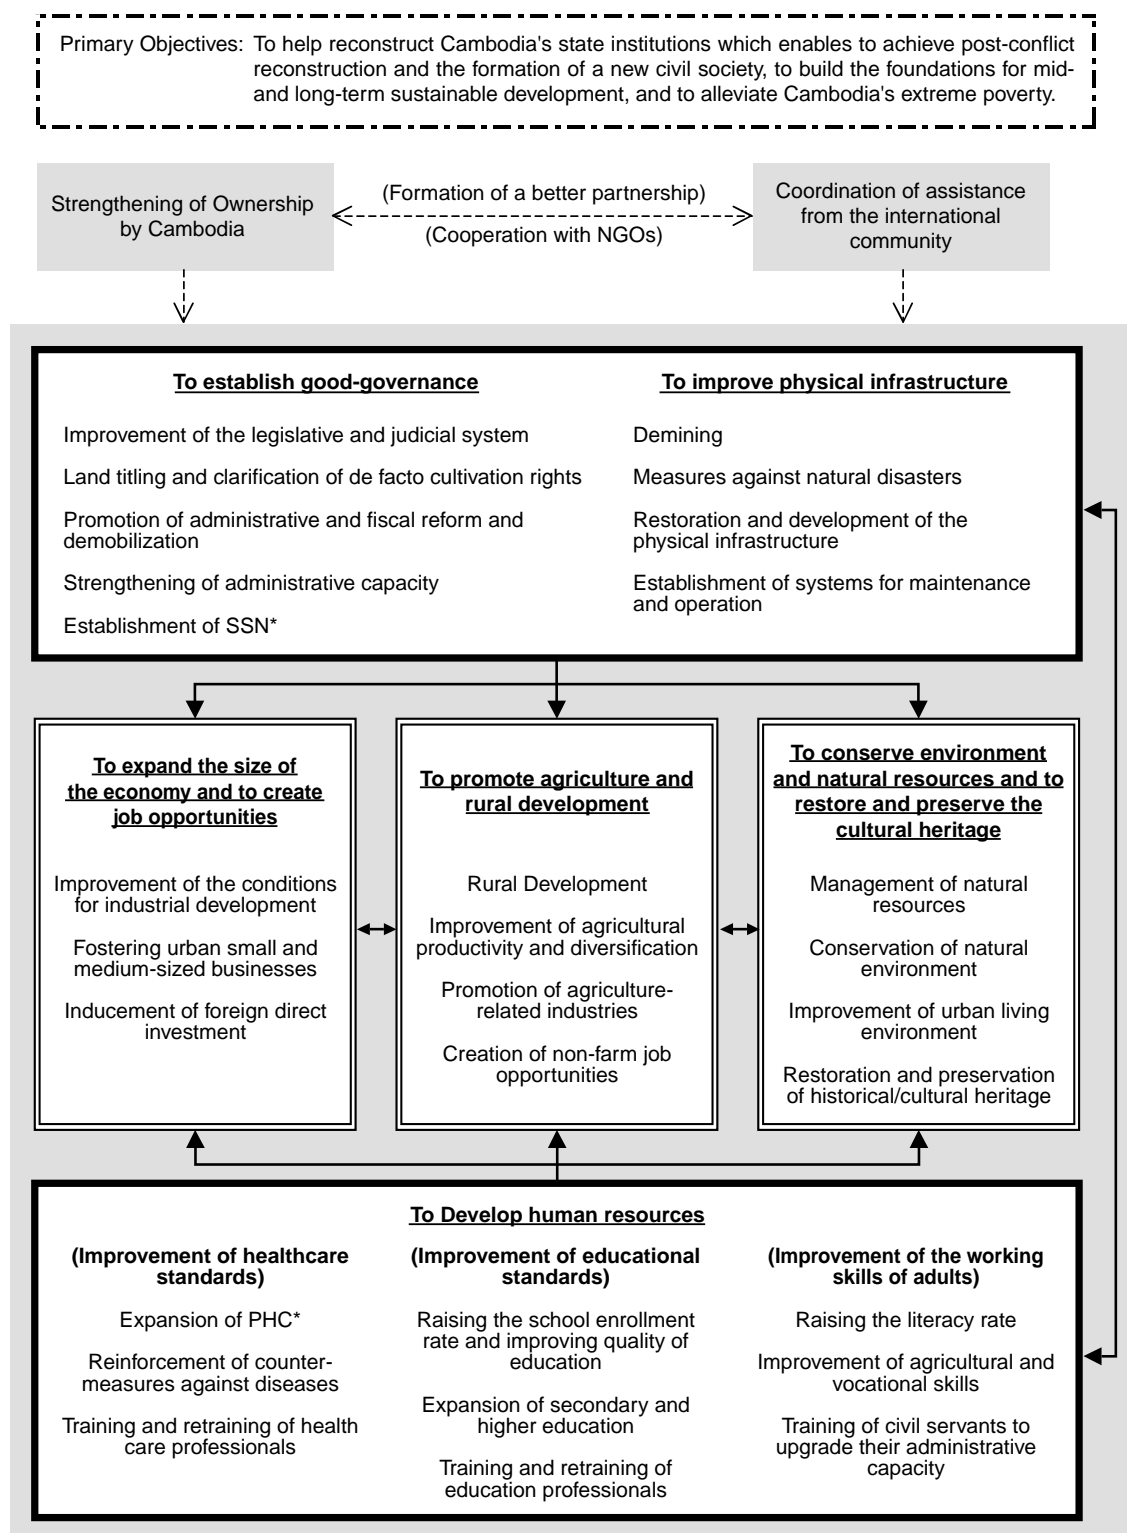 Primary Objectives: To help reconstruct Cambodia's state institutions which enables to achieve post-conflict
reconstruction and the formation of a new civil society, to build the foundations for mid-
and long-term sustainable development, and to alleviate Cambodia's extreme poverty.
Strengthening of Ownership
by Cambodia
(Formation of a better partnership)
(Cooperation with NGOs)
Coordination of assistance
from the international
community
To establish good-governance
Improvement of the legislative and judicial system
Land titling and clarification of de facto cultivation rights
Promotion of administrative and fiscal reform and
demobilization
Strengthening of administrative capacity
Establishment of SSN*
To improve physical infrastructure
Demining
Measures against natural disasters
Restoration and development of the
physical infrastructure
Establishment of systems for maintenance
and operation
To expand the size of
the economy and to create
job opportunities
Improvement of the conditions
for industrial development
Fostering urban small and
medium-sized businesses
Inducement of foreign direct
investment
To promote agriculture and
rural development
Rural Development
Improvement of agricultural
productivity and diversification
Promotion of agriculture-
related industries
Creation of non-farm job
opportunities
To conserve environment
and natural resources and to
restore and preserve the
cultural heritage
Management of natural
resources
Conservation of natural
environment
Improvement of urban living
environment
Restoration and preservation
of historical/cultural heritage
To Develop human resources
(Improvement of healthcare
standards)
Expansion of PHC*
Reinforcement of counter-
measures against diseases
Training and retraining of health
care professionals
(Improvement of educational
standards)
Raising the school enrollment
rate and improving quality of
education
Expansion of secondary and
higher education
Training and retraining of
education professionals
(Improvement of the working
skills of adults)
Raising the literacy rate
Improvement of agricultural and
vocational skills
Training of civil servants to
upgrade their administrative
capacity